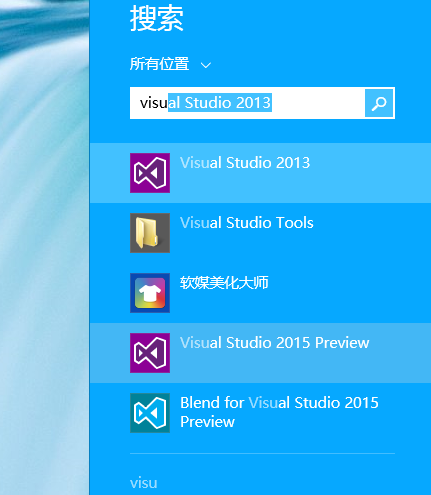 搜索
所有位置
visual Studio 2013
Visual Studio 2013
Visual Studio Tools
软媒美化大师
Visual Studio 2015 Preview
Blend for Visual Studio 2015
Preview
visu